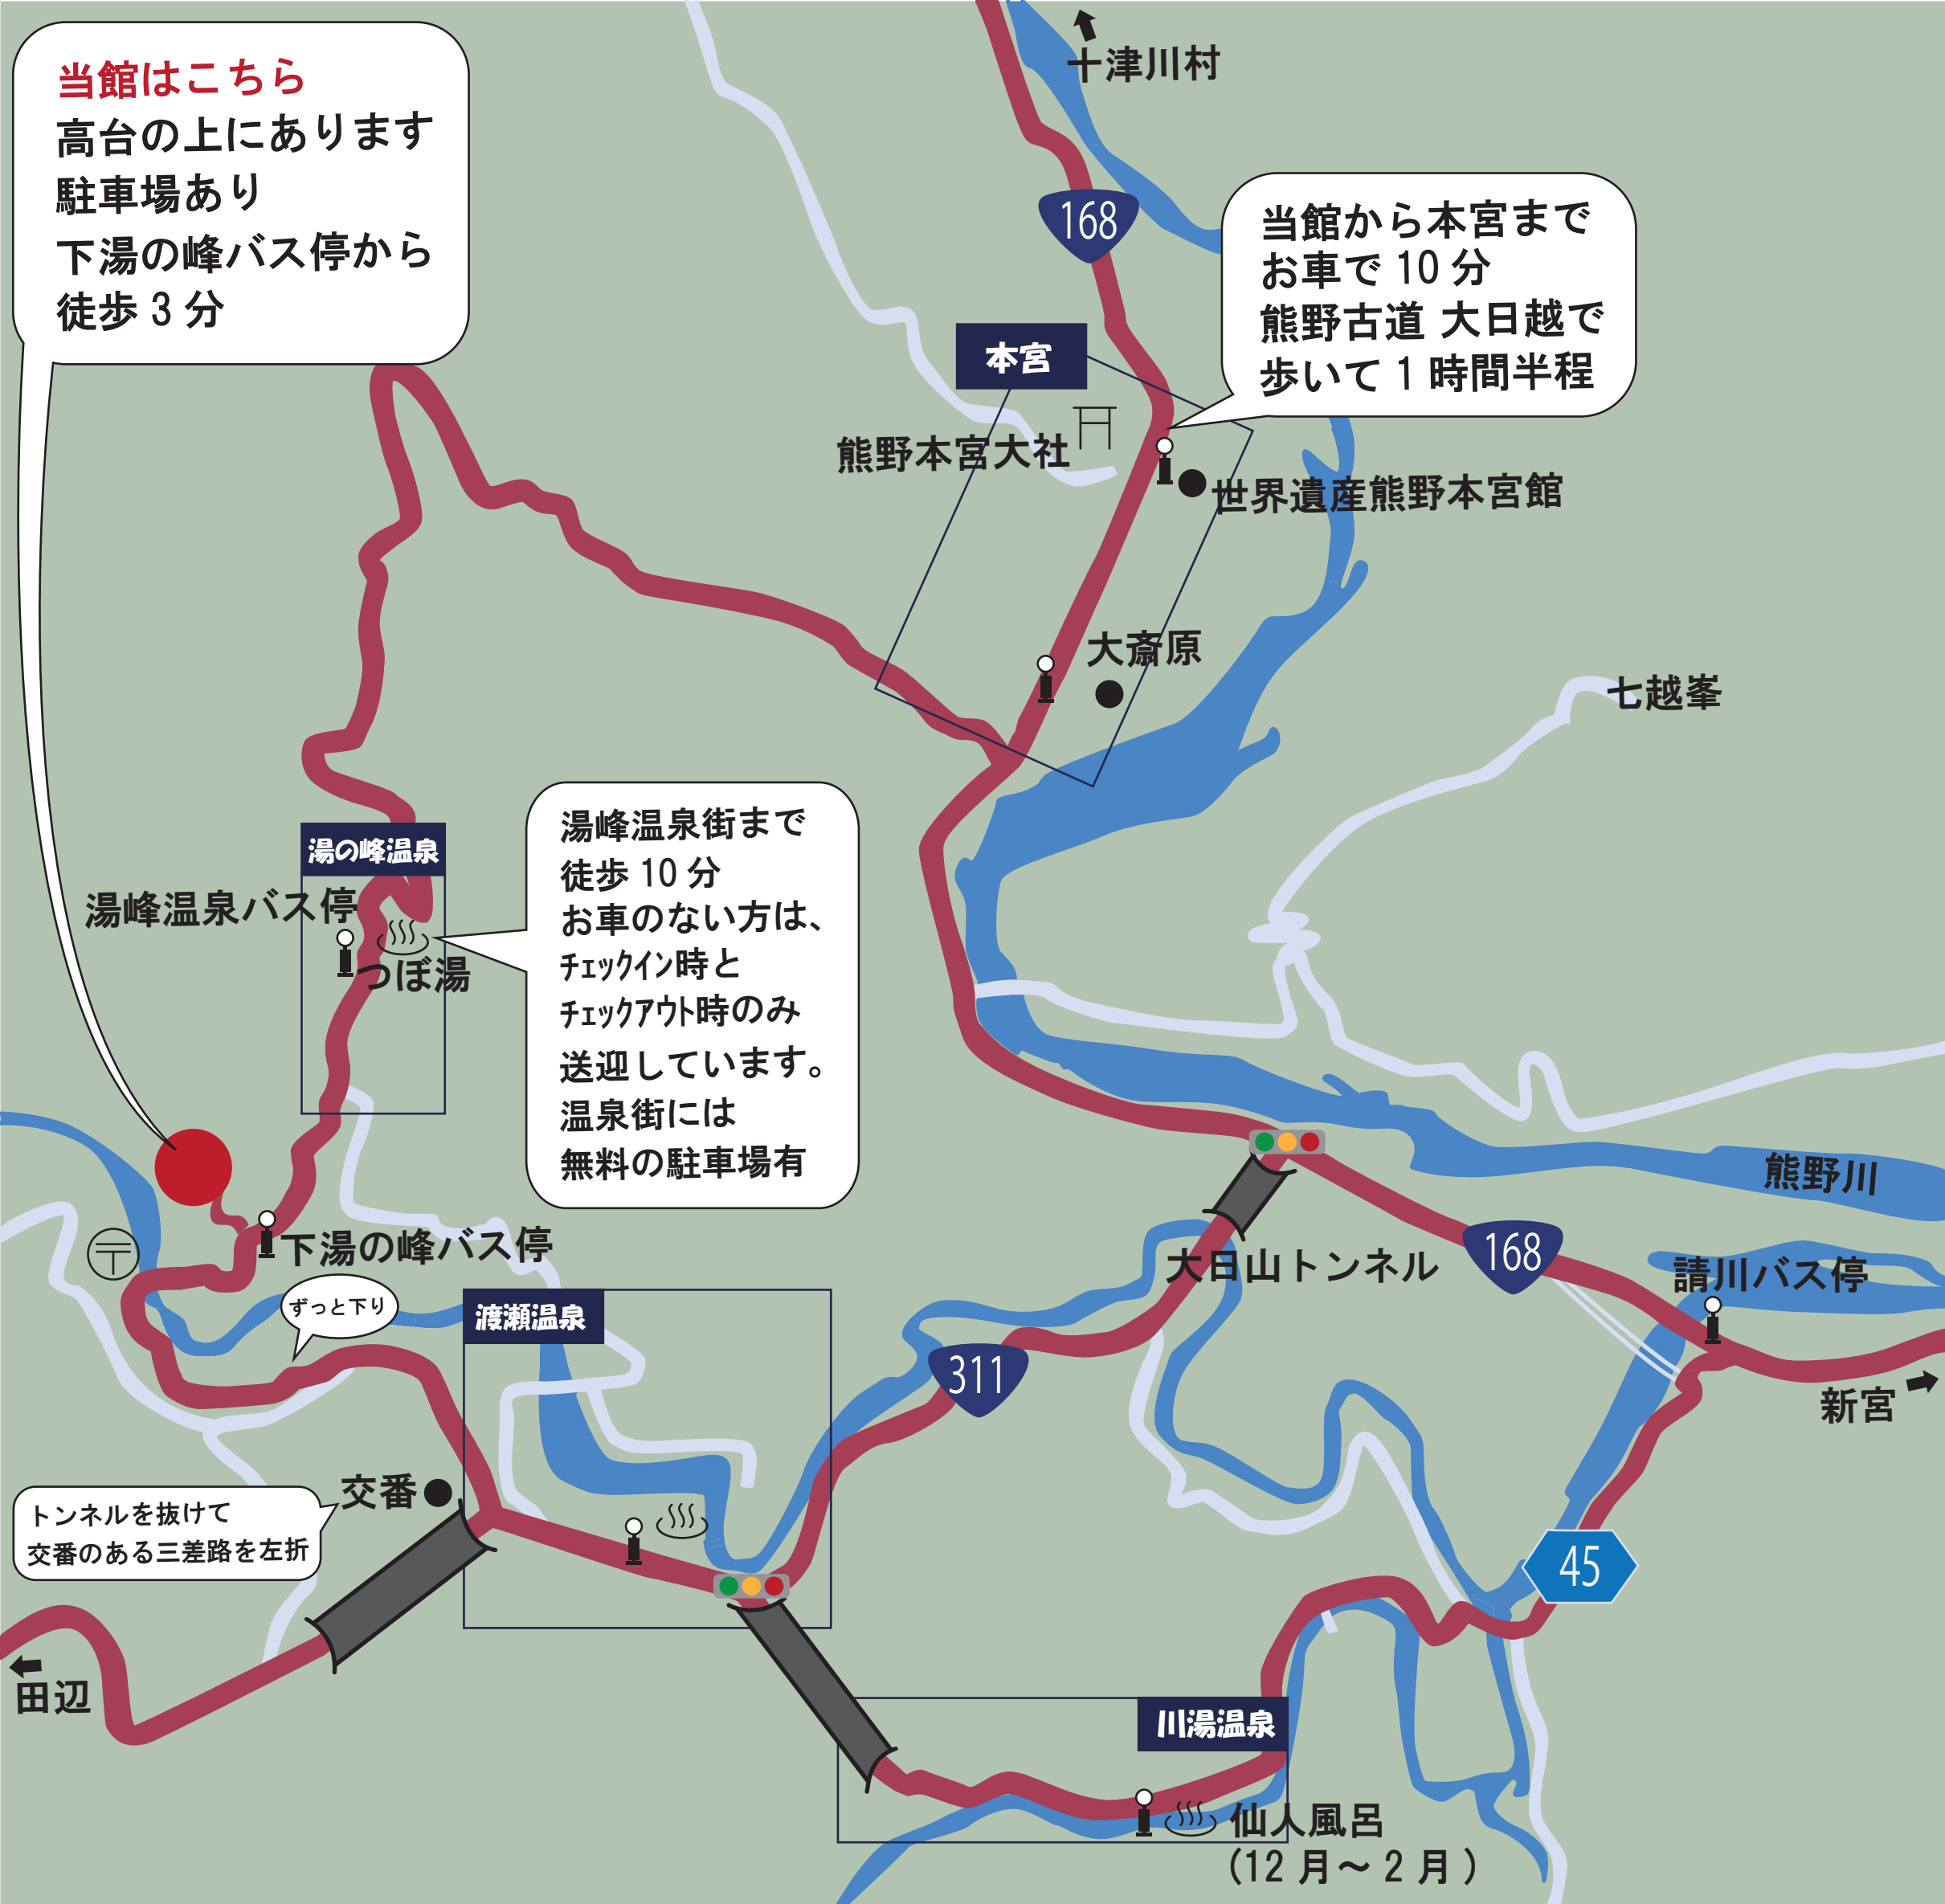 当館はこちら
高台の上にあります
駐車場あり
下湯の峰バス停から
徒歩 3 分
十津川村
168
当館から本宮まで
お車で 10 分
熊野古道 大日越で
歩いて 1 時間半程
本宮
熊野本宮大社
世界遺産熊野本宮館
大斎原
七越峯
湯の峰温泉
湯峰温泉バス停
つぼ湯
湯峰温泉街まで
徒歩 10 分
お車のない方は、
ﾁｪｯｸｲﾝ時と
ﾁｪｯｸｱｳﾄ時のみ
送迎しています。
温泉街には
無料の駐車場有
熊野川
下湯の峰バス停
〒
ずっと下り
渡瀬温泉
大日山トンネル
168
請川バス停
311
新宮
交番
トンネルを抜けて
交番のある三差路を左折
45
田辺
川湯温泉
仙人風呂
(12 月〜 2 月 )